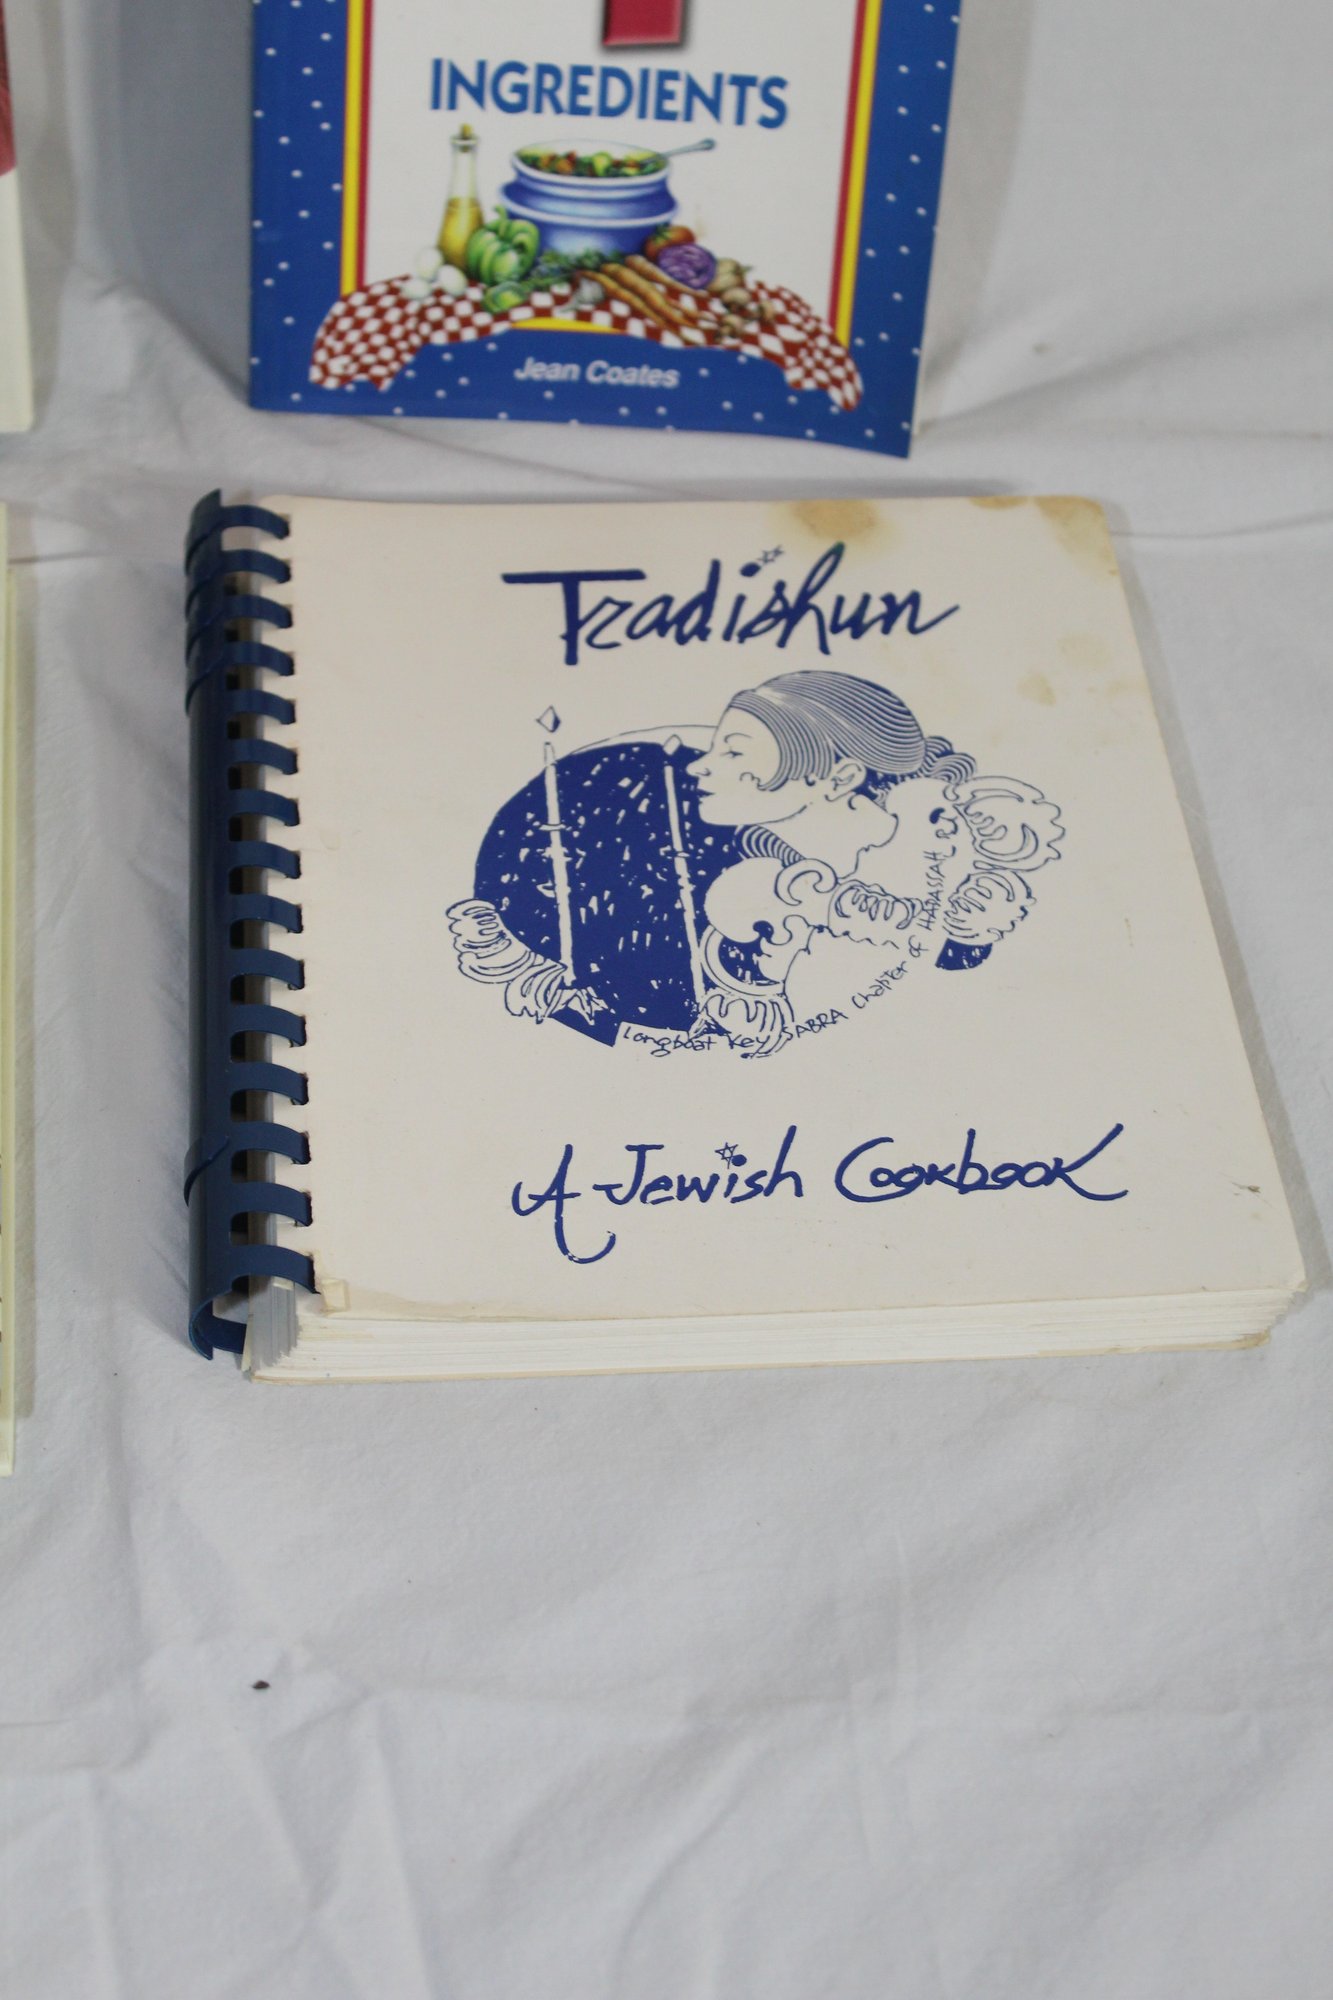 INGREDIENTS
Jean Coates
Tradishun
Longboat Key, SABRA Chapter of HADASSAH
A Jewish Cookbook